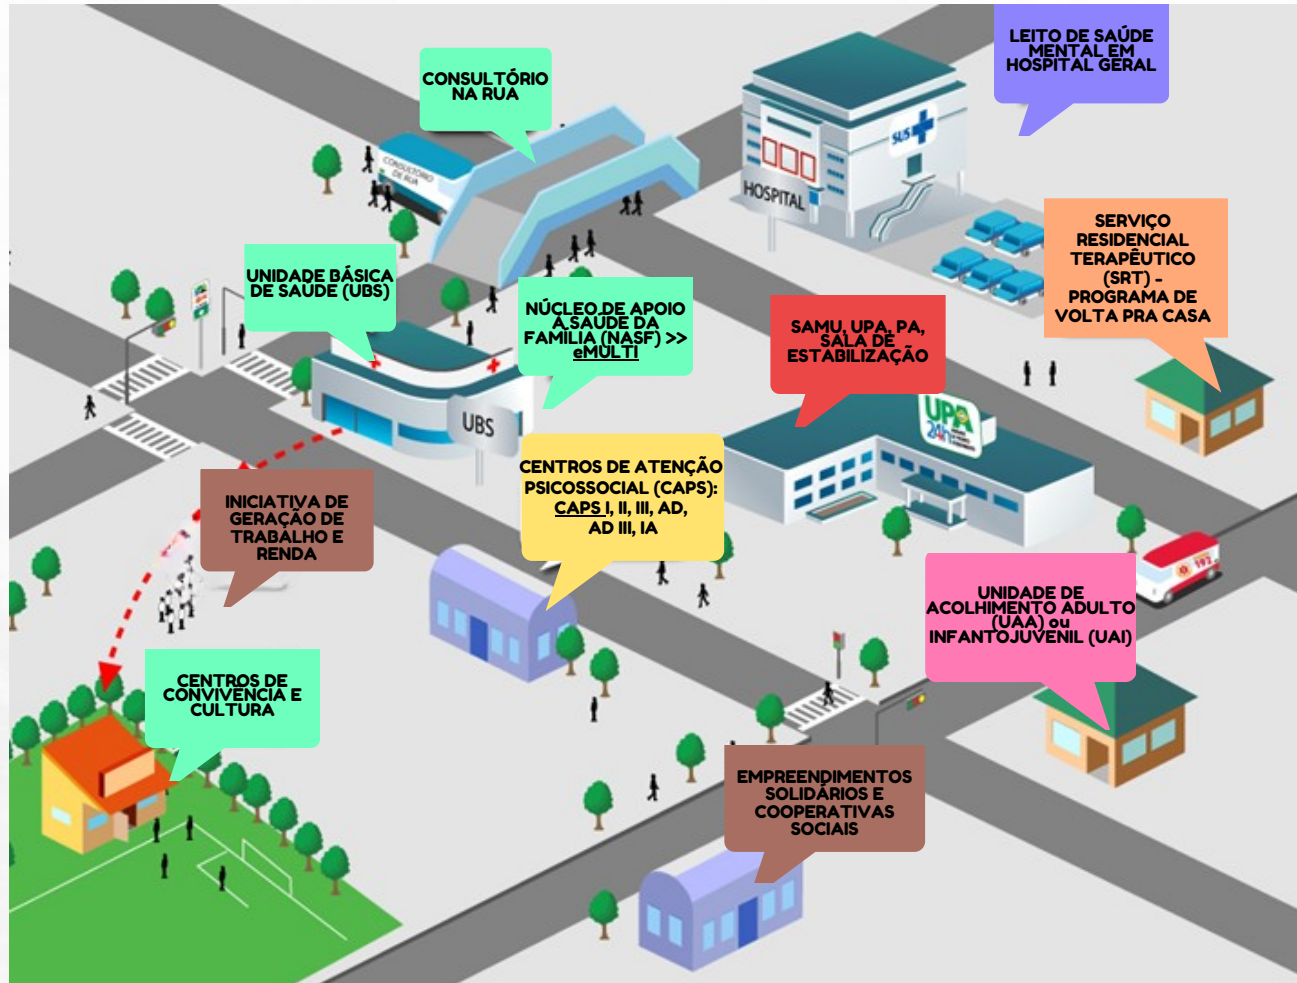 LEITO DE SAÚDE
MENTAL EM
HOSPITAL GERAL
CONSULTÓRIO
NA RUA
CONSULTÓRIO
DE RUA
SUS
HOSPITAL
SERVIÇO
RESIDENCIAL
TERAPÊUTICO
(SRT) -
PROGRAMA DE
VOLTA PRA CASA
UNIDADE BÁSICA
DE SAÚDE (UBS)
NÚCLEO DE APOIO
À SAÚDE DA
FAMÍLIA (NASF) >>
eMULTI
SAMU, UPA, PA,
SALA DE
ESTABILIZAÇÃO
UBS
UPA
24h
CENTROS DE ATENÇÃO
PSICOSSOCIAL (CAPS):
CAPS I, II, III, AD,
AD III, IA
INICIATIVA DE
GERAÇÃO DE
TRABALHO E
RENDA
192
UNIDADE DE
ACOLHIMENTO ADULTO
(UAA) ou
INFANTOJUVENIL (UAI)
CENTROS DE
CONVIVÊNCIA E
CULTURA
EMPREENDIMENTOS
SOLIDÁRIOS E
COOPERATIVAS
SOCIAIS